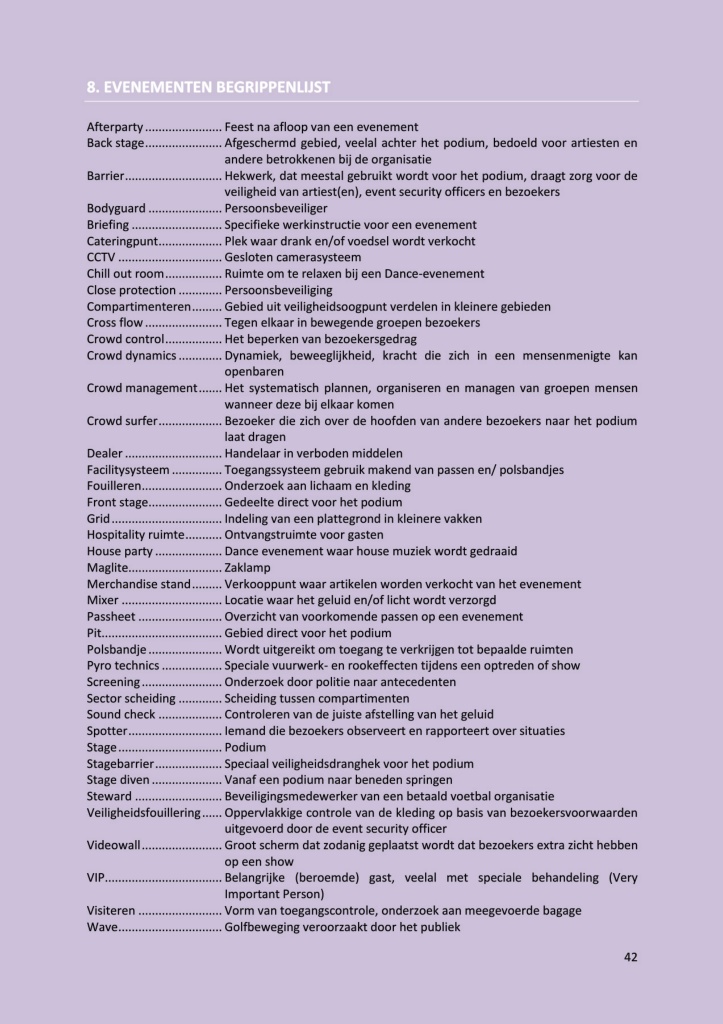 8. EVENEMENTEN BEGRIPPENLIJST
Afterparty ....................... Feest na afloop van een evenement
Back stage....................... Afgeschermd gebied, veelal achter het podium, bedoeld voor artiesten en
andere betrokkenen bij de organisatie
Barrier............................. Hekwerk, dat meestal gebruikt wordt voor het podium, draagt zorg voor de
veiligheid van artiest(en), event security officers en bezoekers
Bodyguard ...................... Persoonsbeveiliger
Briefing ........................... Specifieke werkinstructie voor een evenement
Cateringpunt................... Plek waar drank en/of voedsel wordt verkocht
CCTV ............................... Gesloten camerasysteem
Chill out room................. Ruimte om te relaxen bij een Dance-evenement
Close protection ............. Persoonsbeveiliging
Compartimenteren......... Gebied uit veiligheidsoogpunt verdelen in kleinere gebieden
Cross flow ....................... Tegen elkaar in bewegende groepen bezoekers
Crowd control................. Het beperken van bezoekersgedrag
Crowd dynamics ............. Dynamiek, beweeglijkheid, kracht die zich in een mensenmenigte kan
openbaren
Crowd management....... Het systematisch plannen, organiseren en managen van groepen mensen
wanneer deze bij elkaar komen
Crowd surfer................... Bezoeker die zich over de hoofden van andere bezoekers naar het podium
laat dragen
Dealer ............................. Handelaar in verboden middelen
Facilitysysteem ............... Toegangssysteem gebruik makend van passen en/ polsbandjes
Fouilleren........................ Onderzoek aan lichaam en kleding
Front stage...................... Gedeelte direct voor het podium
Grid ................................. Indeling van een plattegrond in kleinere vakken
Hospitality ruimte........... Ontvangstruimte voor gasten
House party .................... Dance evenement waar house muziek wordt gedraaid
Maglite............................ Zaklamp
Merchandise stand......... Verkooppunt waar artikelen worden verkocht van het evenement
Mixer .............................. Locatie waar het geluid en/of licht wordt verzorgd
Passheet ......................... Overzicht van voorkomende passen op een evenement
Pit.................................... Gebied direct voor het podium
Polsbandje ...................... Wordt uitgereikt om toegang te verkrijgen tot bepaalde ruimten
Pyro technics .................. Speciale vuurwerk- en rookeffecten tijdens een optreden of show
Screening........................ Onderzoek door politie naar antecedenten
Sector scheiding ............. Scheiding tussen compartimenten
Sound check ................... Controleren van de juiste afstelling van het geluid
Spotter............................ Iemand die bezoekers observeert en rapporteert over situaties
Stage............................... Podium
Stagebarrier.................... Speciaal veiligheidsdranghek voor het podium
Stage diven ..................... Vanaf een podium naar beneden springen
Steward .......................... Beveiligingsmedewerker van een betaald voetbal organisatie
Veiligheidsfouillering...... Oppervlakkige controle van de kleding op basis van bezoekersvoorwaarden
uitgevoerd door de event security officer
Videowall........................ Groot scherm dat zodanig geplaatst wordt dat bezoekers extra zicht hebben
op een show
VIP................................... Belangrijke (beroemde) gast, veelal met speciale behandeling (Very
Important Person)
Visiteren ......................... Vorm van toegangscontrole, onderzoek aan meegevoerde bagage
Wave............................... Golfbeweging veroorzaakt door het publiek
42